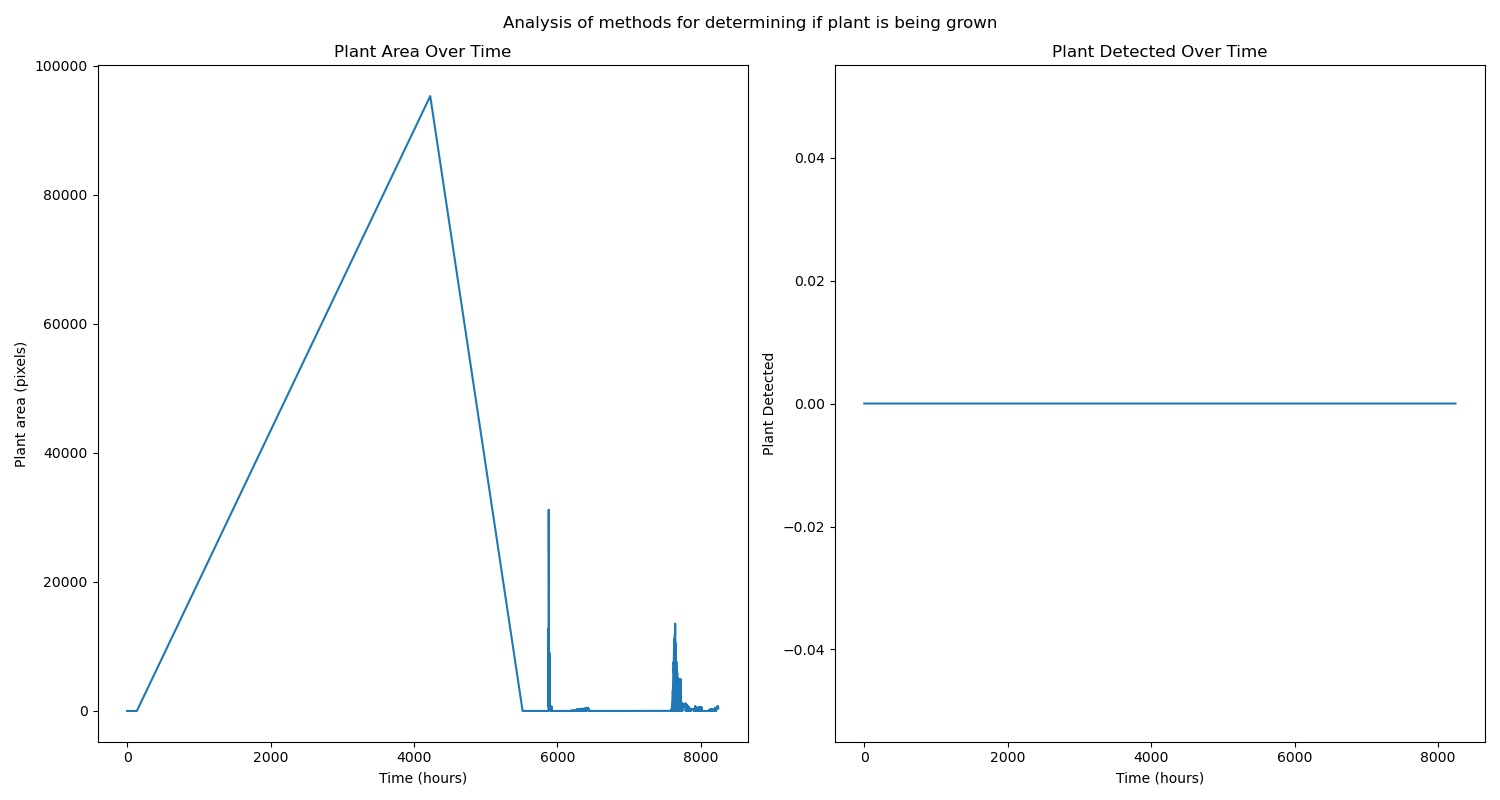 Analysis of methods for determining if plant is being grown
Plant Area Over Time
100000
80000
60000
40000
20000
0
Plant area (pixels)
0 2000 4000 6000 8000
Time (hours)
Plant Detected Over Time
0.04
0.02
0.00
−0.02
−0.04
Plant Detected
0 2000 4000 6000 8000
Time (hours)